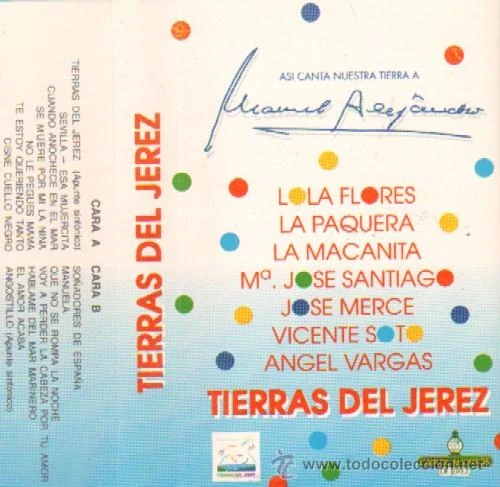 CARA A
TIERRAS DEL JEREZ (Apunte sinfónico)
SEVILLA - ESA MUJERCITA
CUANDO ANOCHECE EN EL MAR
SE MUERE POR MI LA NINA
NO LE PEGUES MAMA
TE ESTOY QUERIENDO TANTO
CISNE CUELLO NEGRO
CARA B
SOÑADORES DE ESPAÑA
MANUELA
QUE NO SE ROMPA LA NOCHE
VOY A PERDER LA CABEZA POR TU AMOR
HABLAME DEL MAR MARINERO
EL AMOR ACABA
ANGOSTILLO (Apunte sinfónico)
TIERRAS DEL JEREZ
ASI CANTA NUESTRA TIERRA A
Manuel Alejandro
LOLA FLORES
LA PAQUERA
LA MACANITA
Mª. JOSE SANTIAGO
JOSE MERCE
VICENTE SOTO
ANGEL VARGAS
TIERRAS DEL JEREZ
www.todocoleccion.net